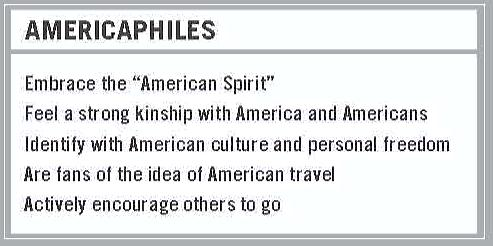 AMERICAPHILES
Embrace the “American Spirit”
Feel a strong kinship with America and Americans
Identify with American culture and personal freedom
Are fans of the idea of American travel
Actively encourage others to go